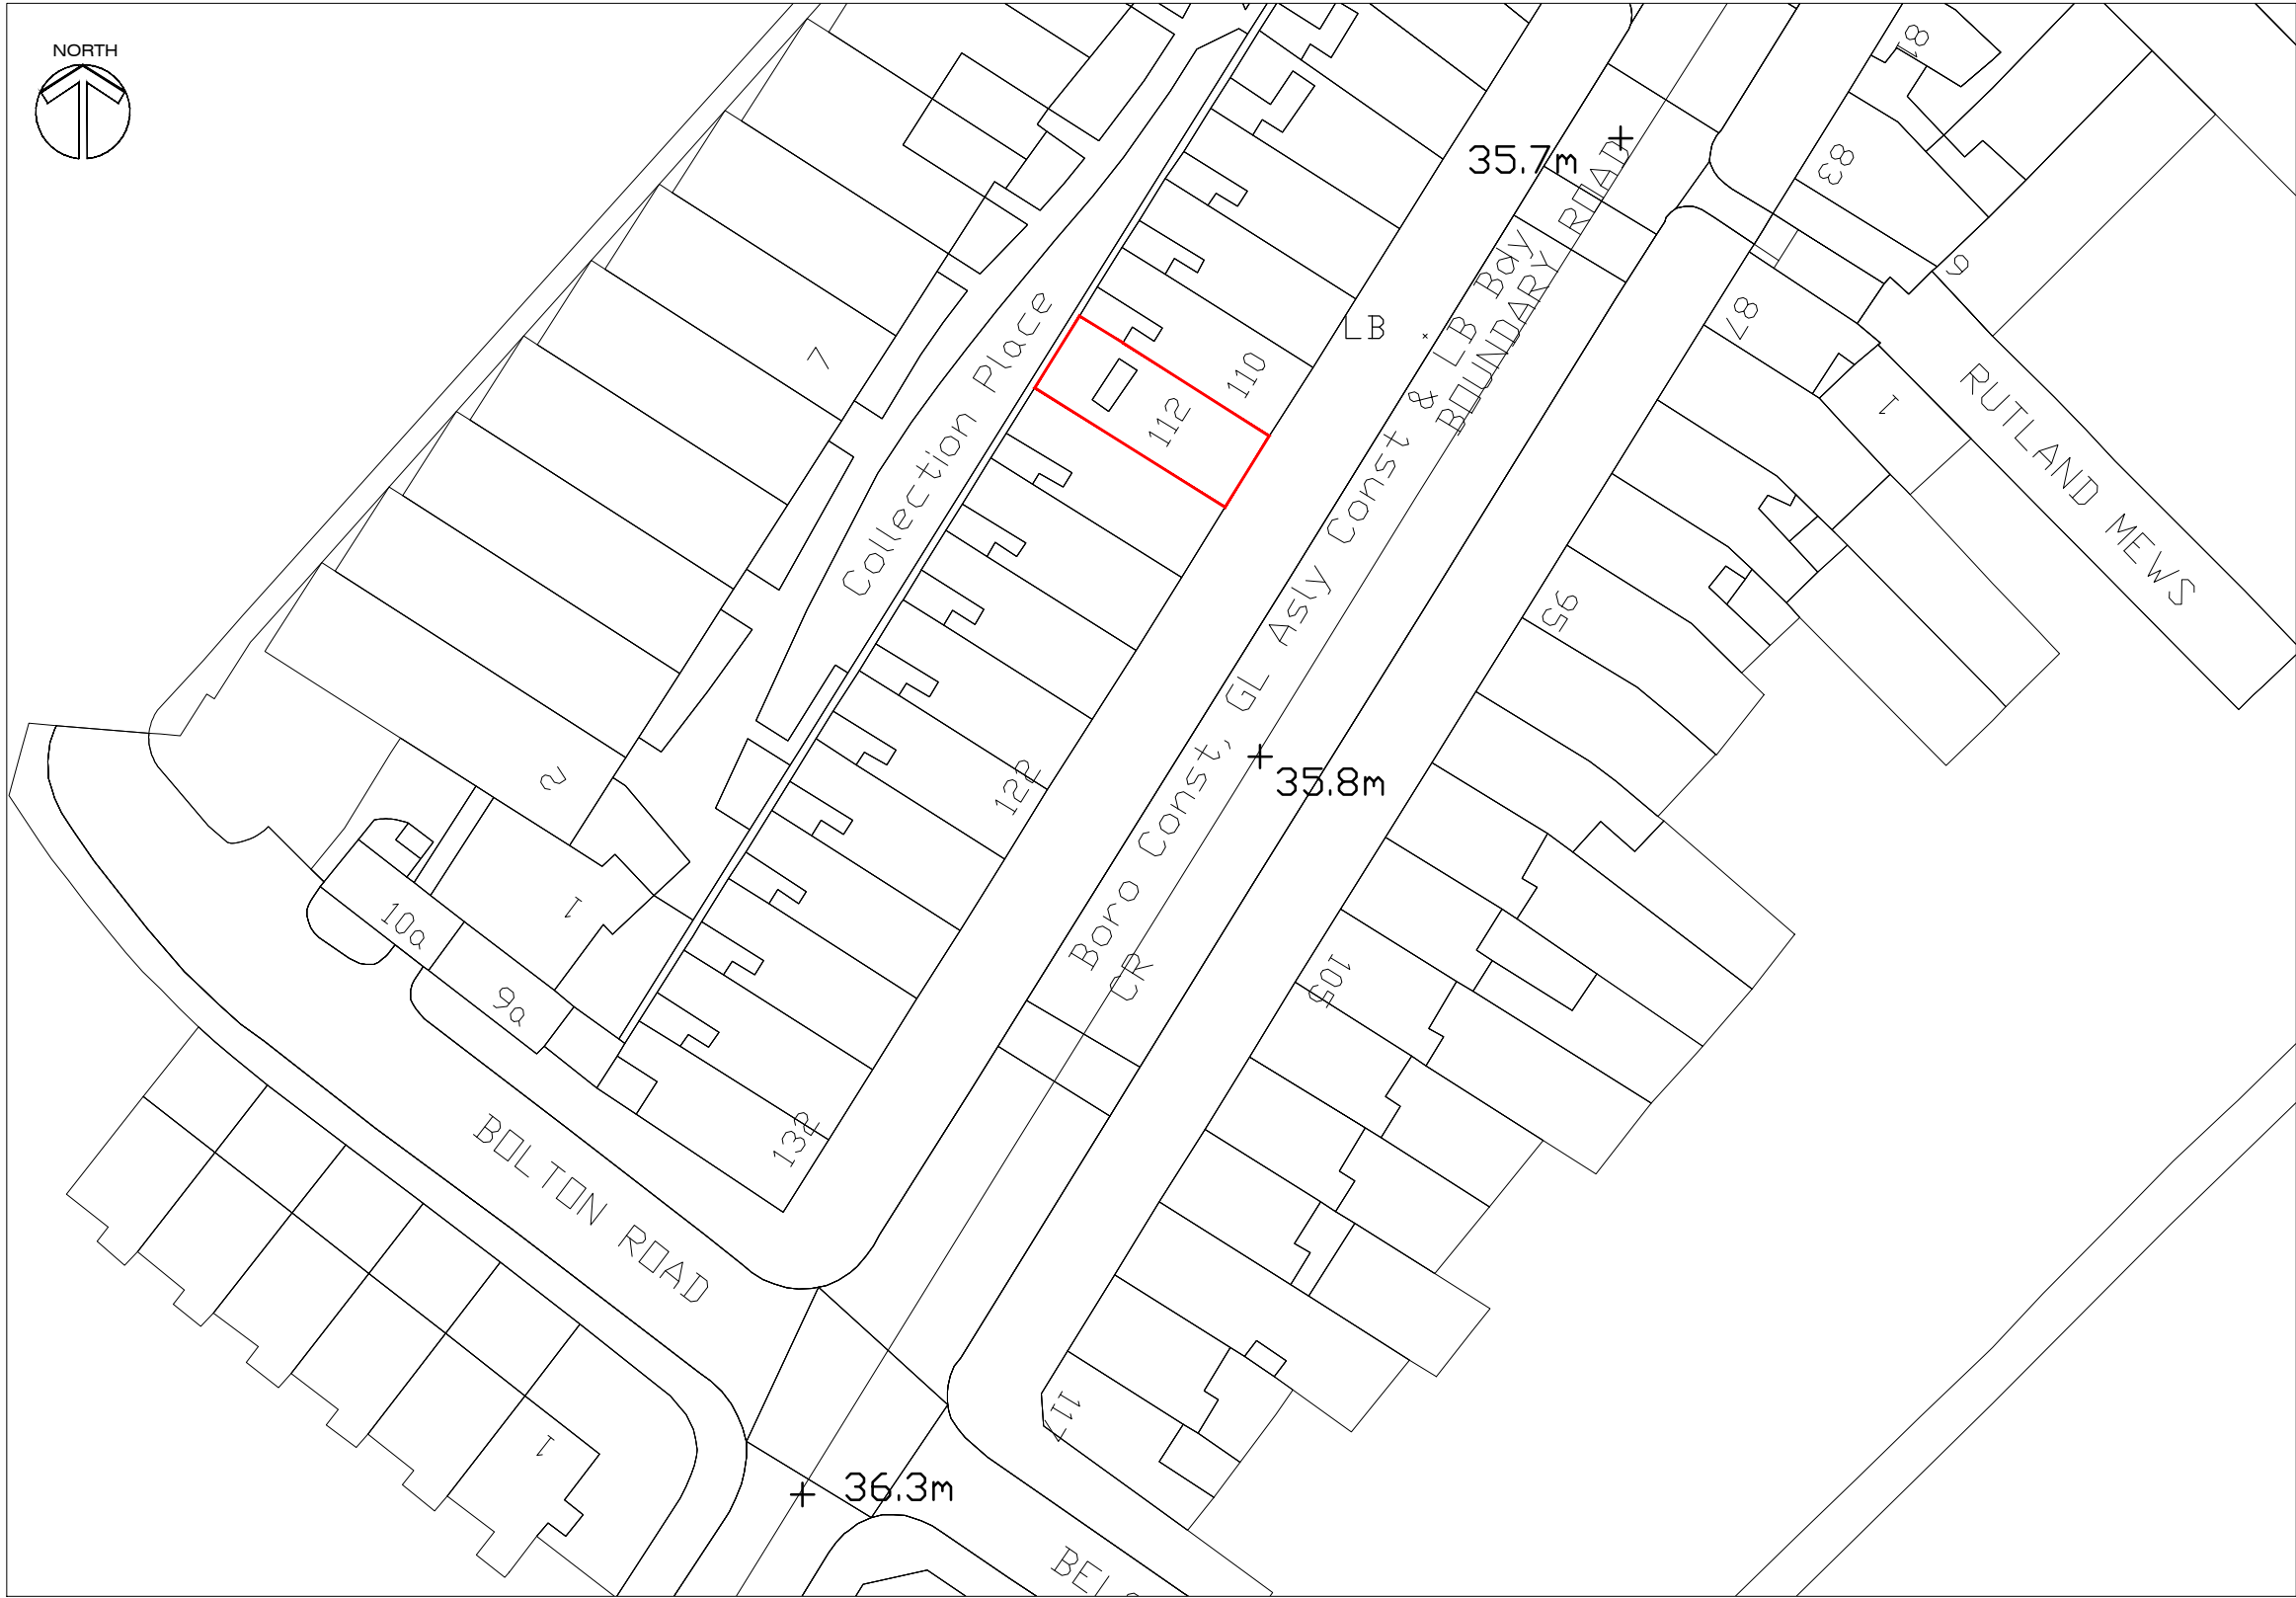 NORTH
18
83
35.7m
BOUNDARY ROAD
9
87
LB
7
Collection Place
110
112
1
RUTLAND MEWS
Boro Const, GL Asly Const & LB Bdy
95
2
122
35.8m
CR
1
10a
9a
109
132
BOLTON ROAD
117
1
36.3m